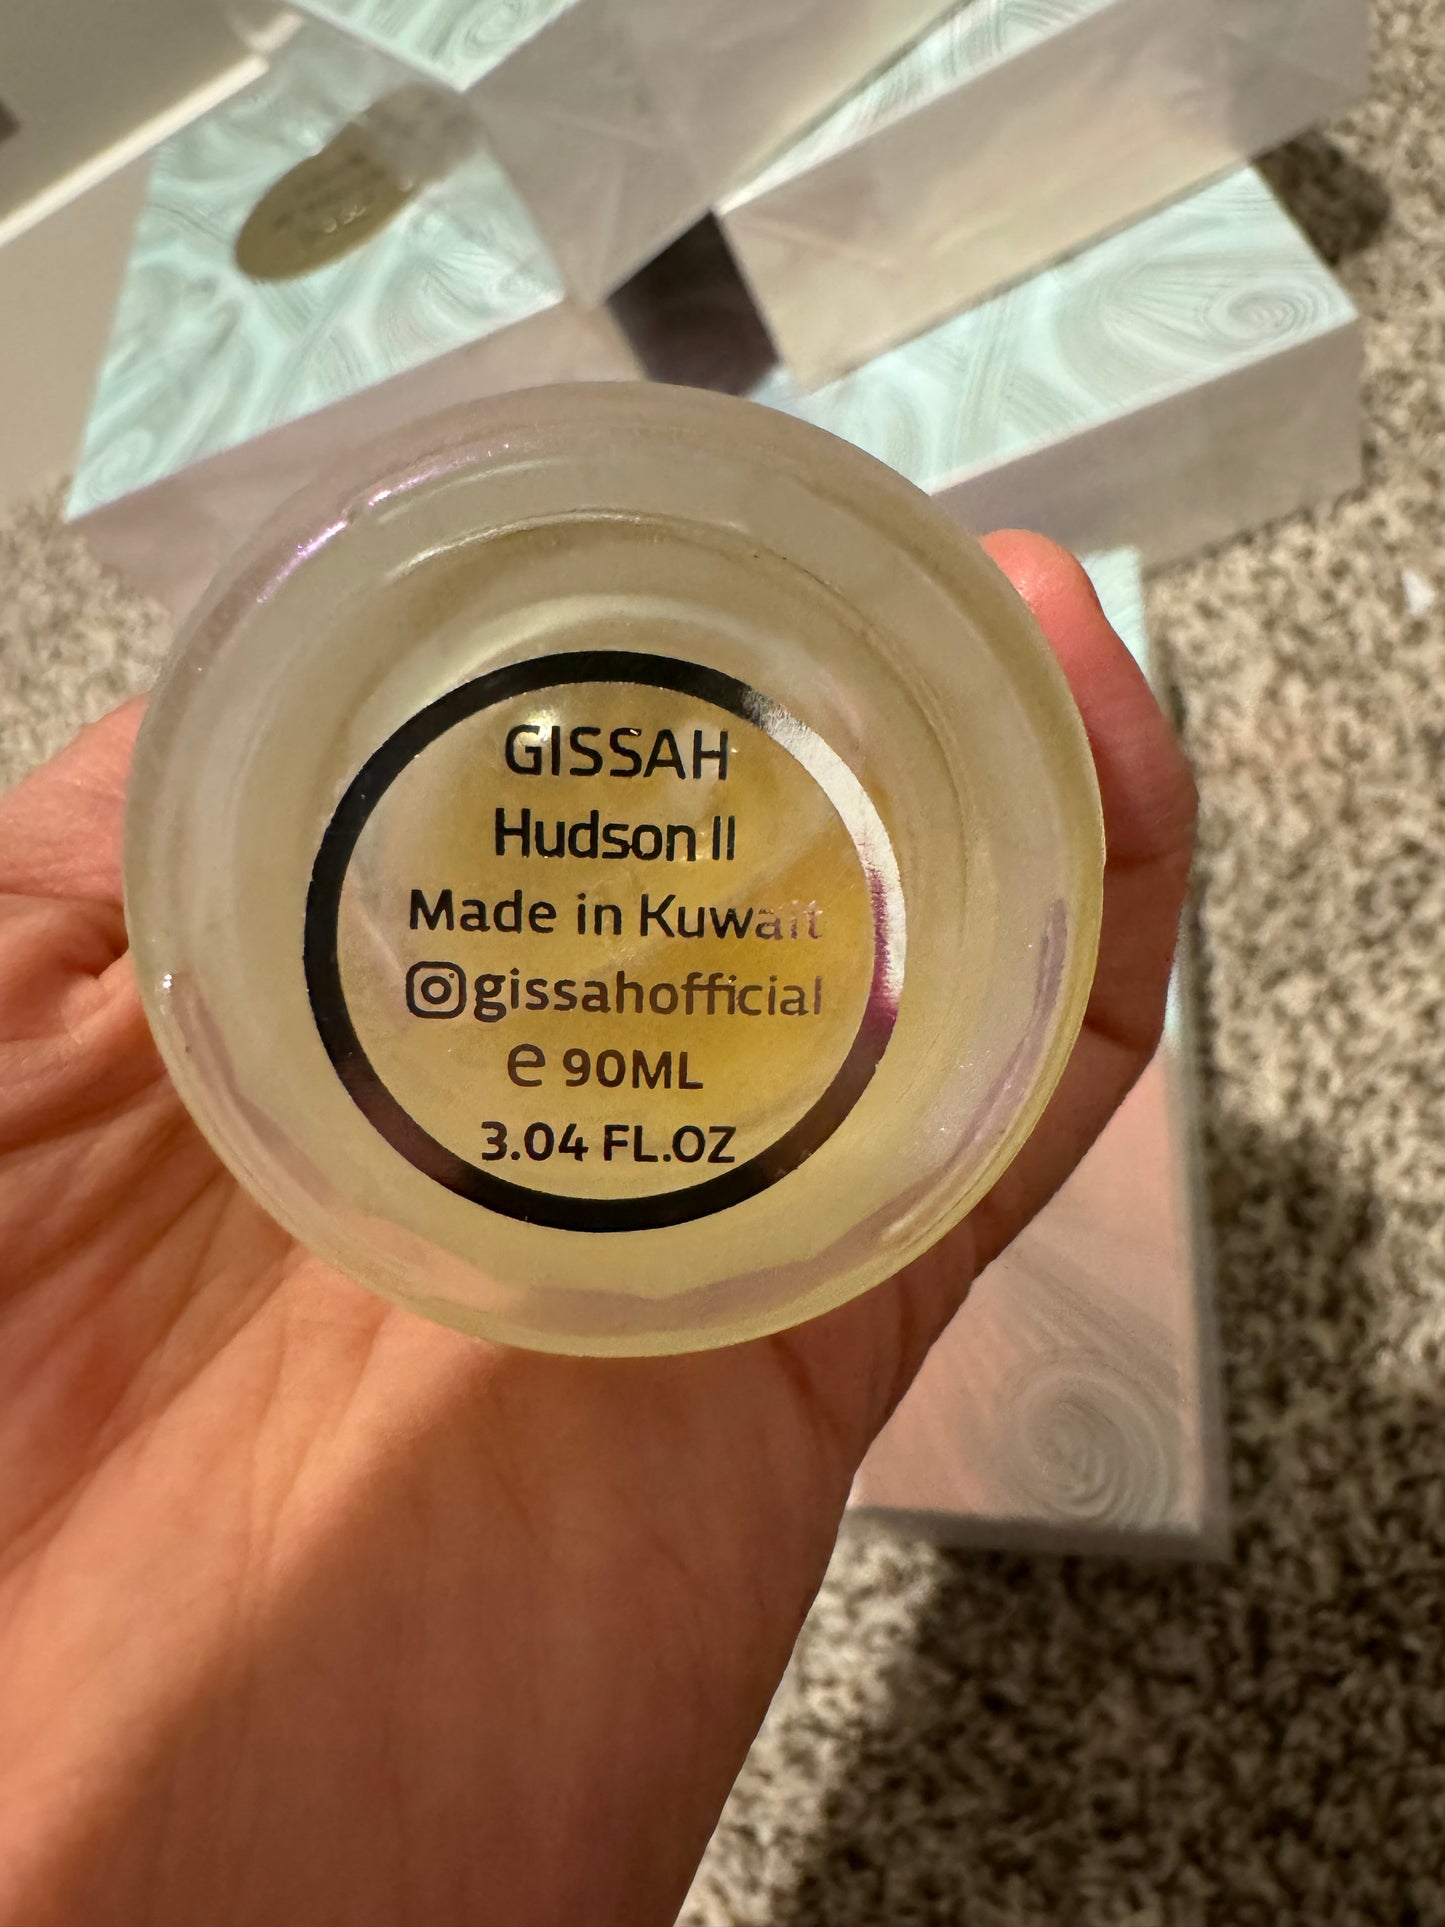 GISSAH
Hudson II
Made in Kuwait
@gissahofficial
e 90ML
3.04 FL.OZ